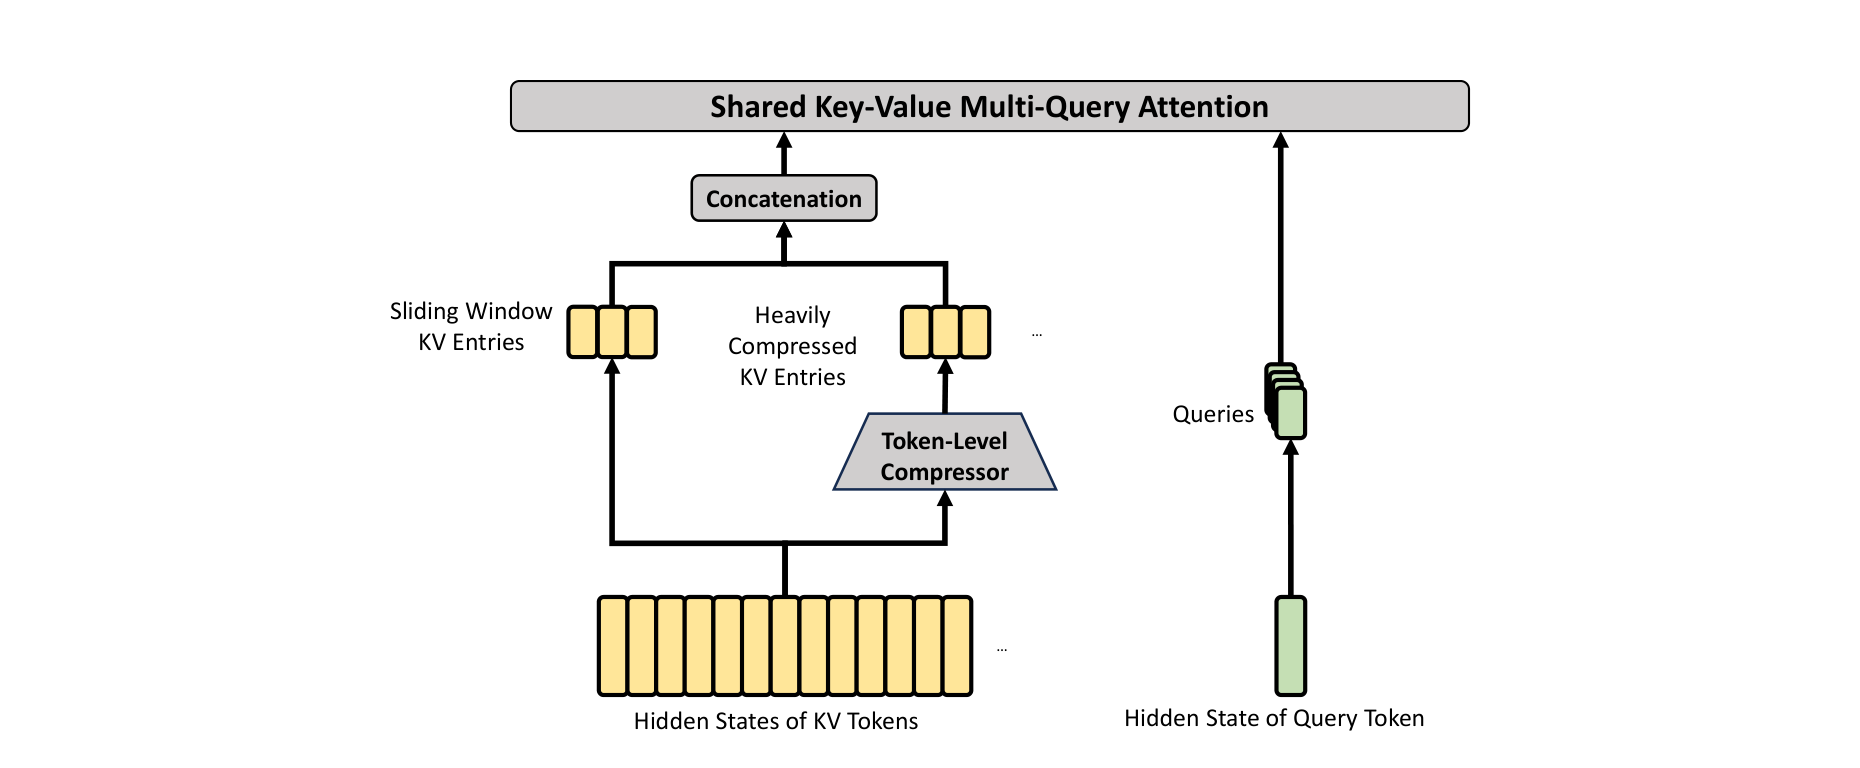 Shared Key-Value Multi-Query Attention
Concatenation
Sliding Window
KV Entries
Heavily
Compressed
KV Entries
...
Token-Level
Compressor
Queries
...
Hidden States of KV Tokens
Hidden State of Query Token